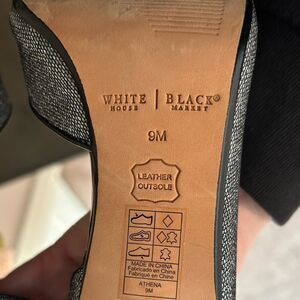 WHITE | BLACK®
HOUSE MARKET
9M
LEATHER
OUTSOLE
MADE IN CHINA
Fabricado en China
Fabriqué en Chine
ATHENA
9M